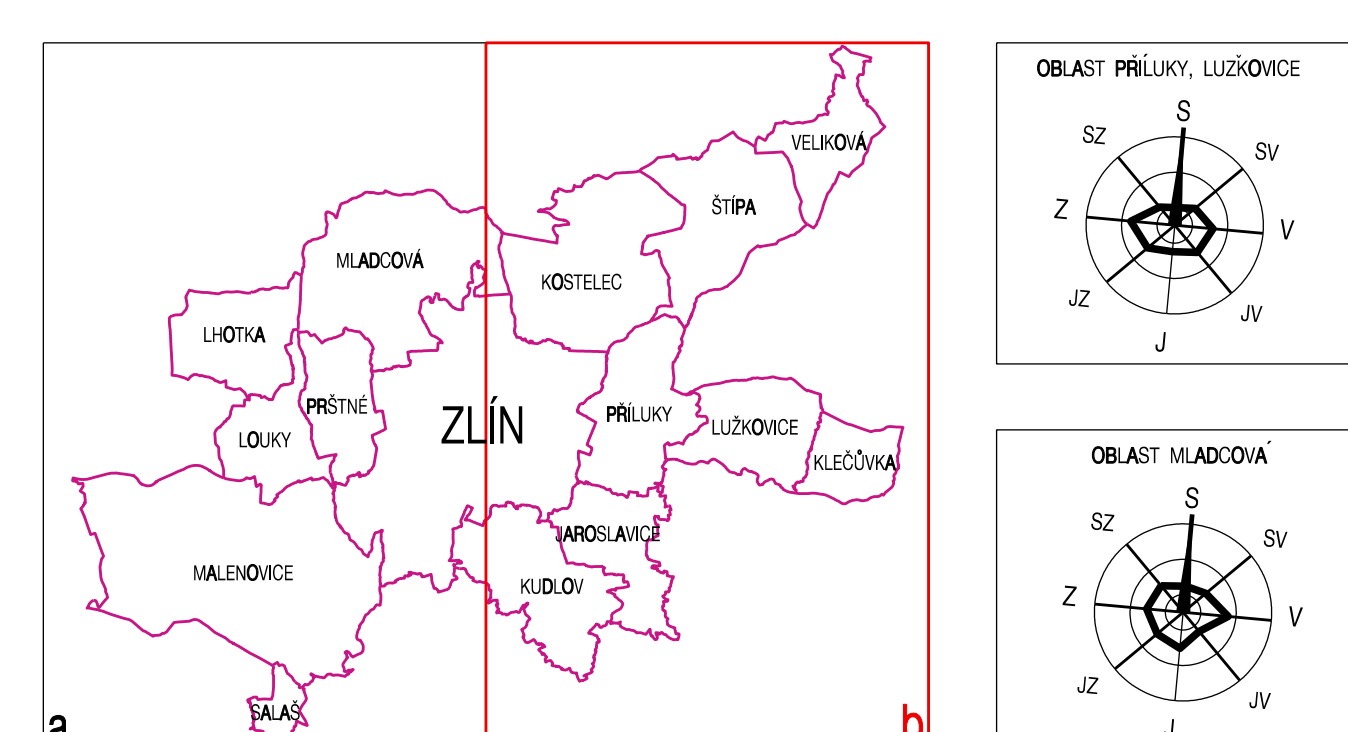 VELIKOVÁ
ŠTÍPA
MLADCOVÁ
KOSTELEC
LHOTKA
PRŠTNÉ
LOUKY
ZLÍN
PŘÍLUKY
LUŽKOVICE
KLEČŮVKA
JAROSLAVICE
MALENOVICE
KUDLOV
SALAŠ
a
b
OBLAST PŘÍLUKY, LUŽKOVICE
S
SZ
SV
Z
V
JZ
JV
J
OBLAST MLADCOVÁ
S
SZ
SV
Z
V
JZ
JV
J